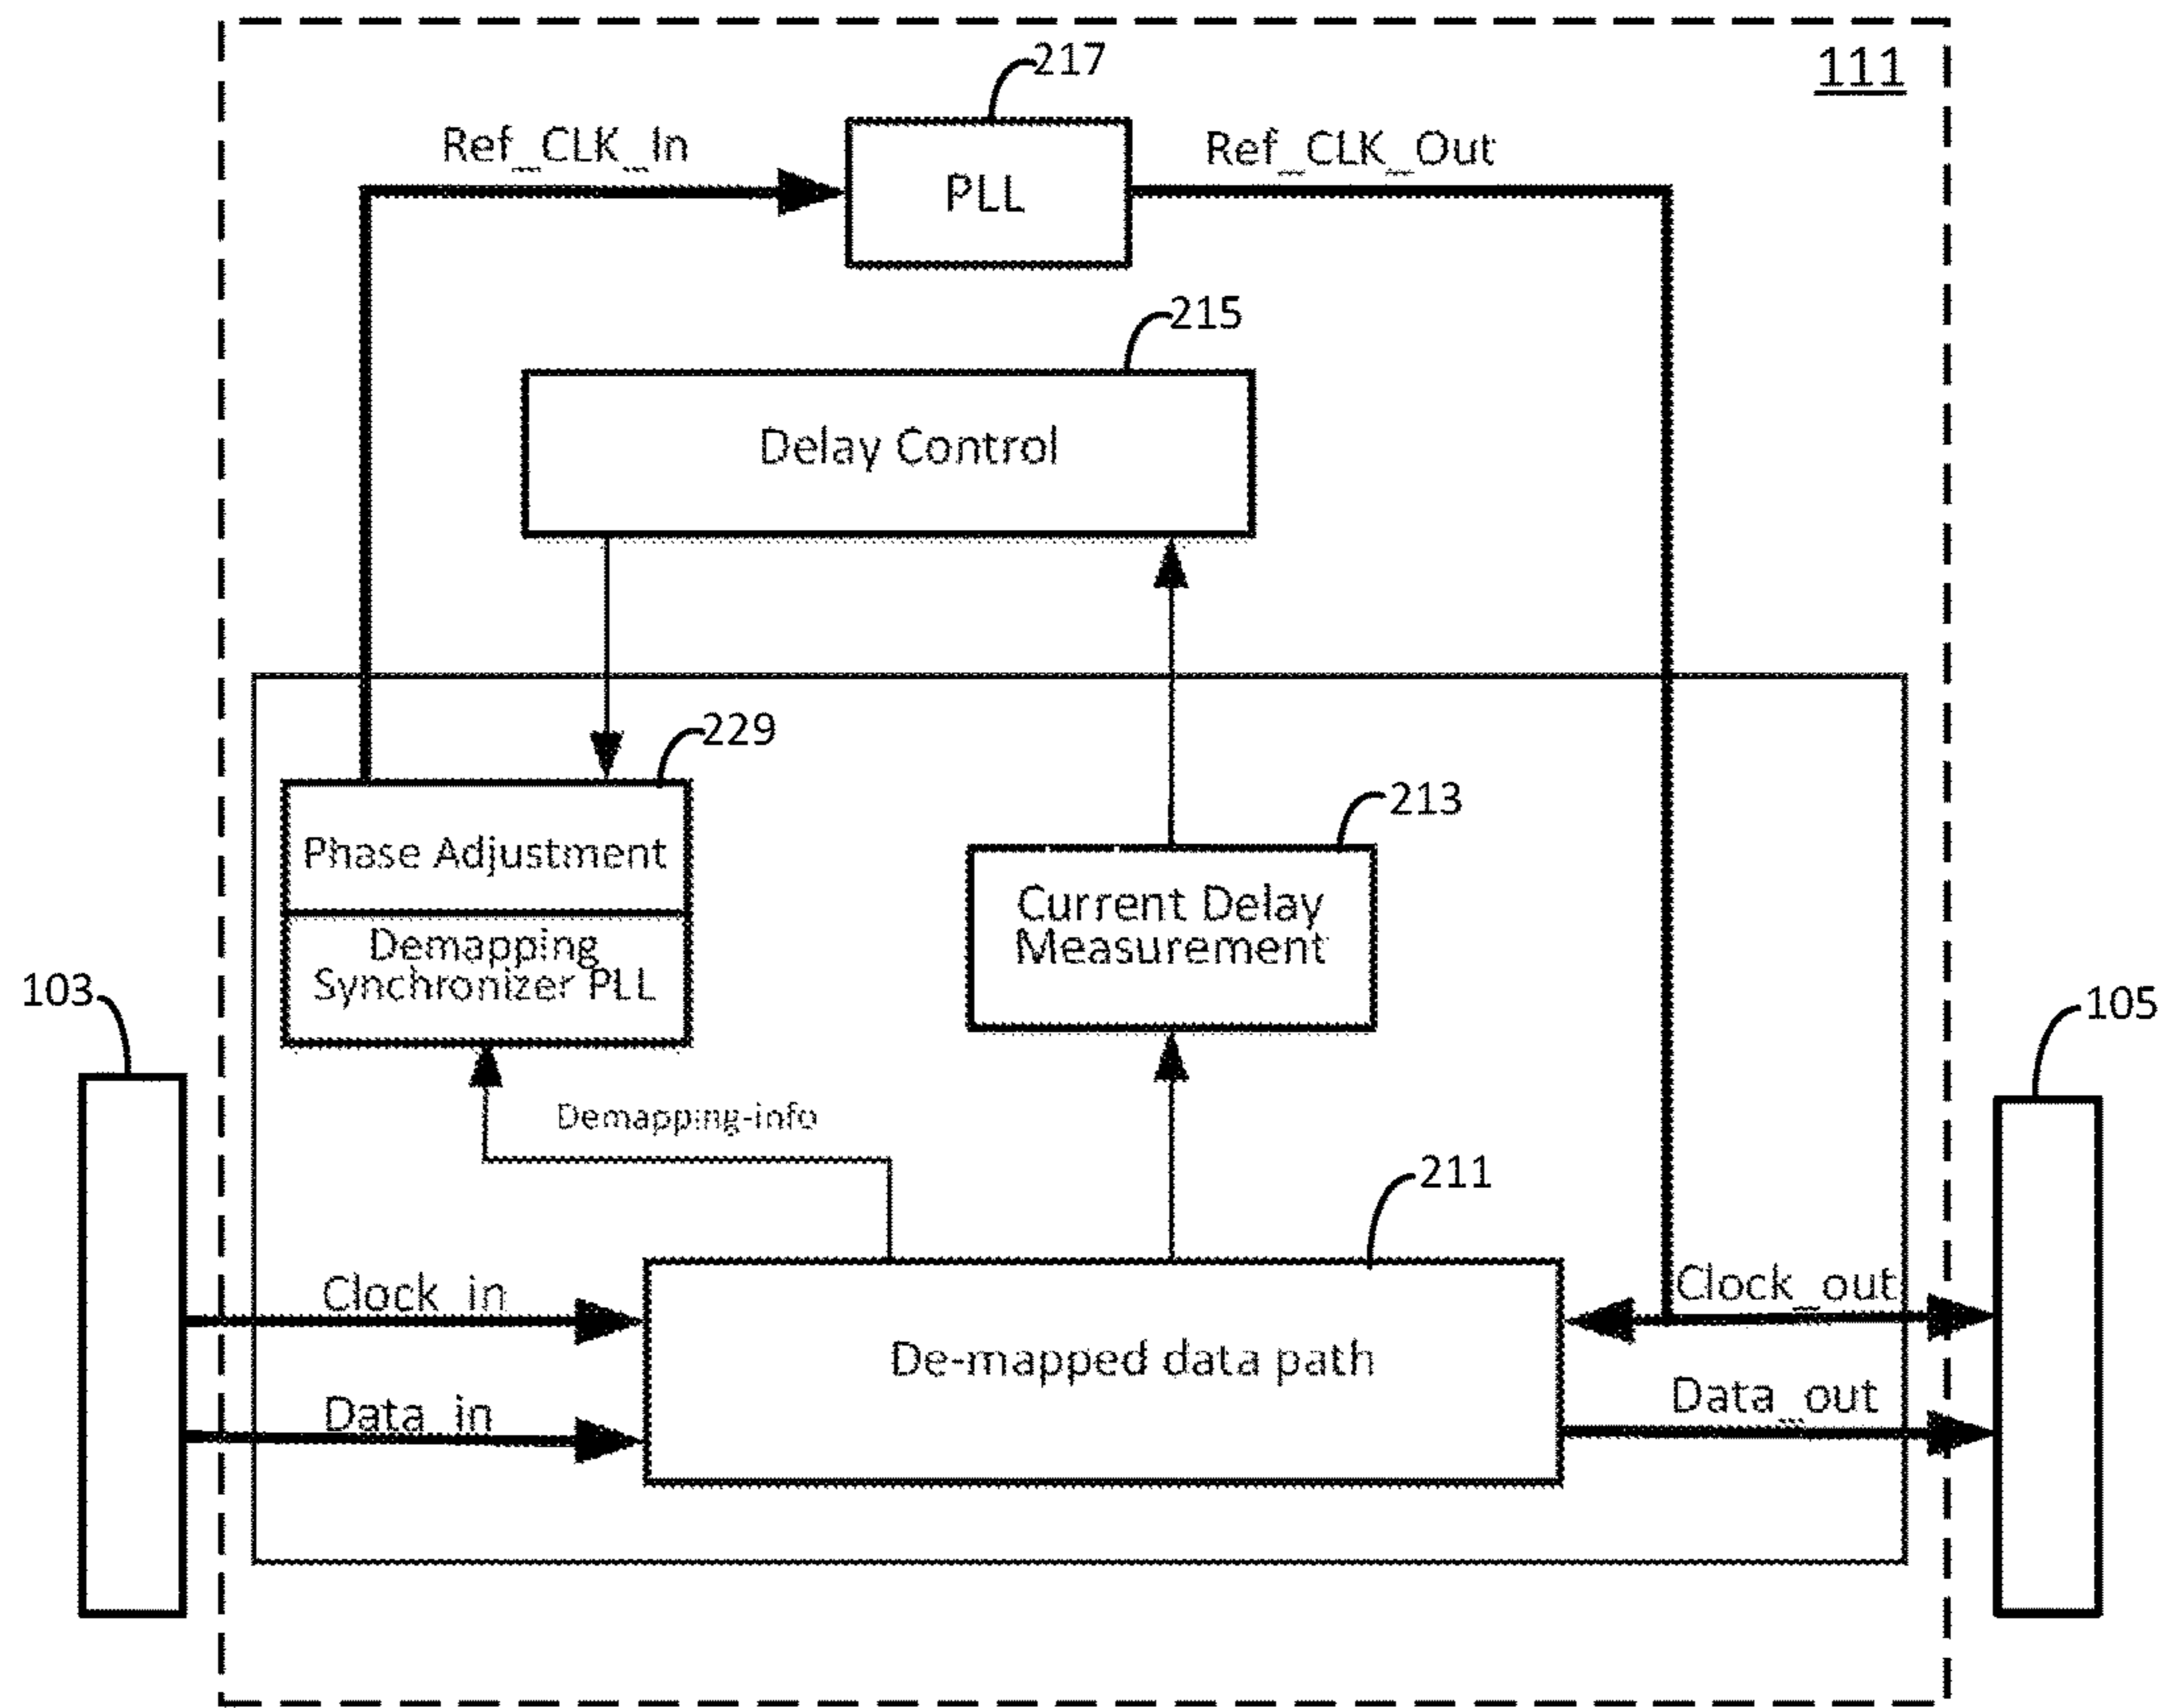 217
111
Ref_CLK_In
Ref_CLK_Out
PLL
215
Delay Control
229
213
Phase Adjustment
Current Delay
Measurement
Demapping
Synchronizer PLL
103
105
Demapping-info
211
Clock_in
Clock_out
De-mapped data path
Data_in
Data_out